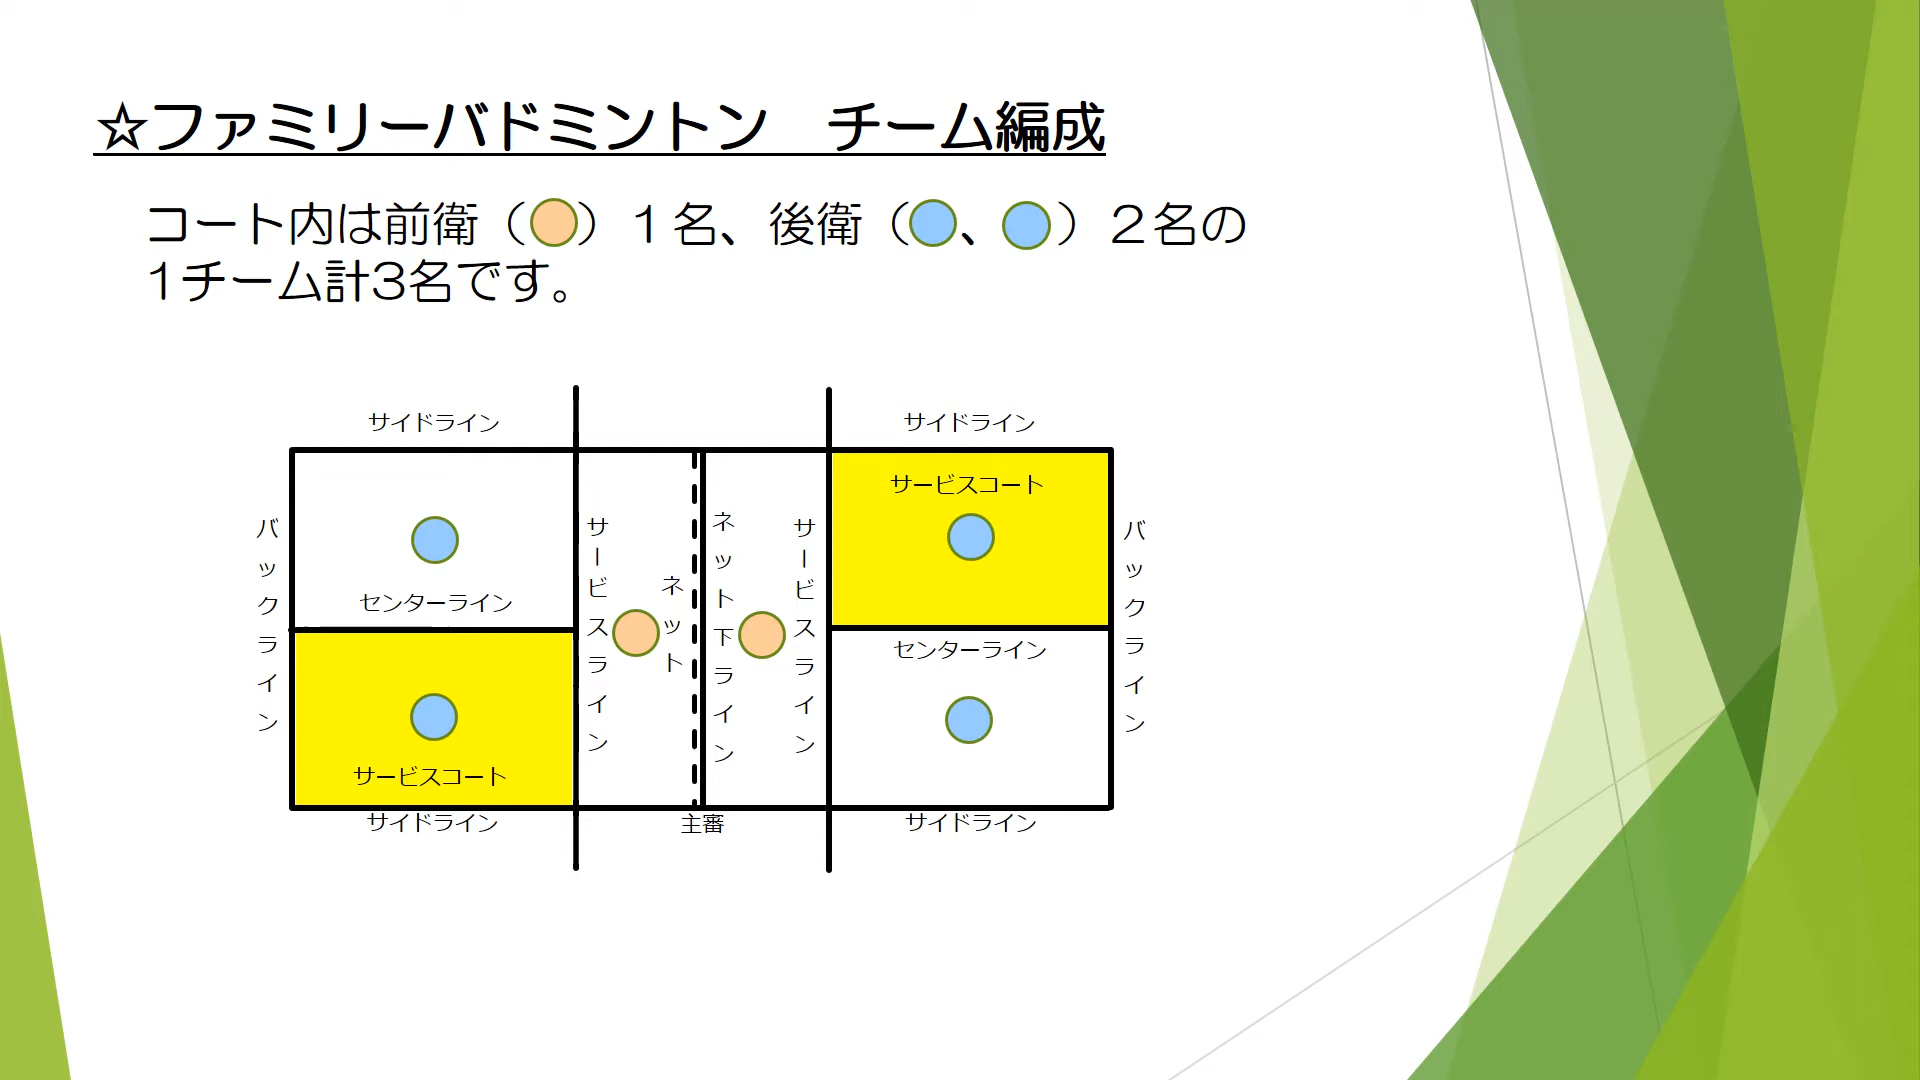 ☆ファミリーバドミントン　チーム編成
コート内は前衛（　）１名、後衛（　、　）２名の
1チーム計3名です。
サイドライン
サイドライン
サービスコート
バックライン
サービスライン
ネット
ネット下ライン
サービスライン
バックライン
センターライン
センターライン
サービスコート
サイドライン
主審
サイドライン